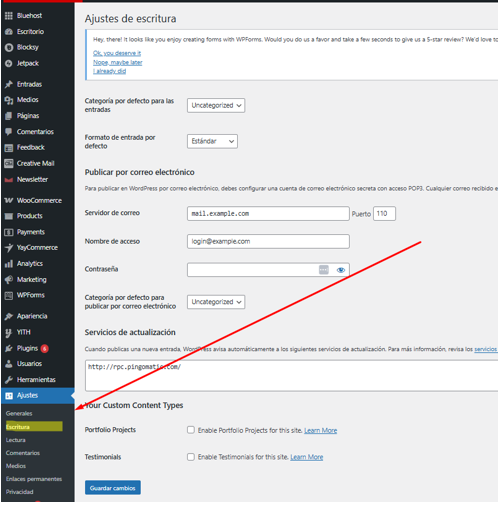 Bluehost
Escritorio
Blocksy
Jetpack
Entradas
Medios
Páginas
Comentarios
Feedback
Creative Mail
Newsletter
WooCommerce
Products
Payments
YayCommerce
Analytics
Marketing
WPForms
Apariencia
YITH
Plugins 6
Usuarios
Herramientas
Ajustes
Generales
Escritura
Lectura
Comentarios
Medios
Enlaces permanentes
Privacidad
Ajustes de escritura
Hey, there! It looks like you enjoy creating forms with WPForms. Would you do us a favor and take a few seconds to give us a 5-star review? We'd love to
Ok, you deserve it
Nope, maybe later
I already did
Categoría por defecto para las
entradas
Uncategorized
Formato de entrada por
defecto
Estándar
Publicar por correo electrónico
Para publicar en WordPress por correo electrónico, debes configurar una cuenta de correo electrónico secreta con acceso POP3. Cualquier correo recibido e
Servidor de correo mail.example.com Puerto 110
Nombre de acceso login@example.com
Contraseña
Categoría por defecto para
publicar por correo electrónico
Uncategorized
Servicios de actualización
Cuando publicas una nueva entrada, WordPress avisa automáticamente a los siguientes servicios de actualización. Para más información, revisa los servicios
http://rpc.pingomatic.com/
Your Custom Content Types
Portfolio Projects Enable Portfolio Projects for this site. Learn More
Testimonials Enable Testimonials for this site. Learn More
Guardar cambios